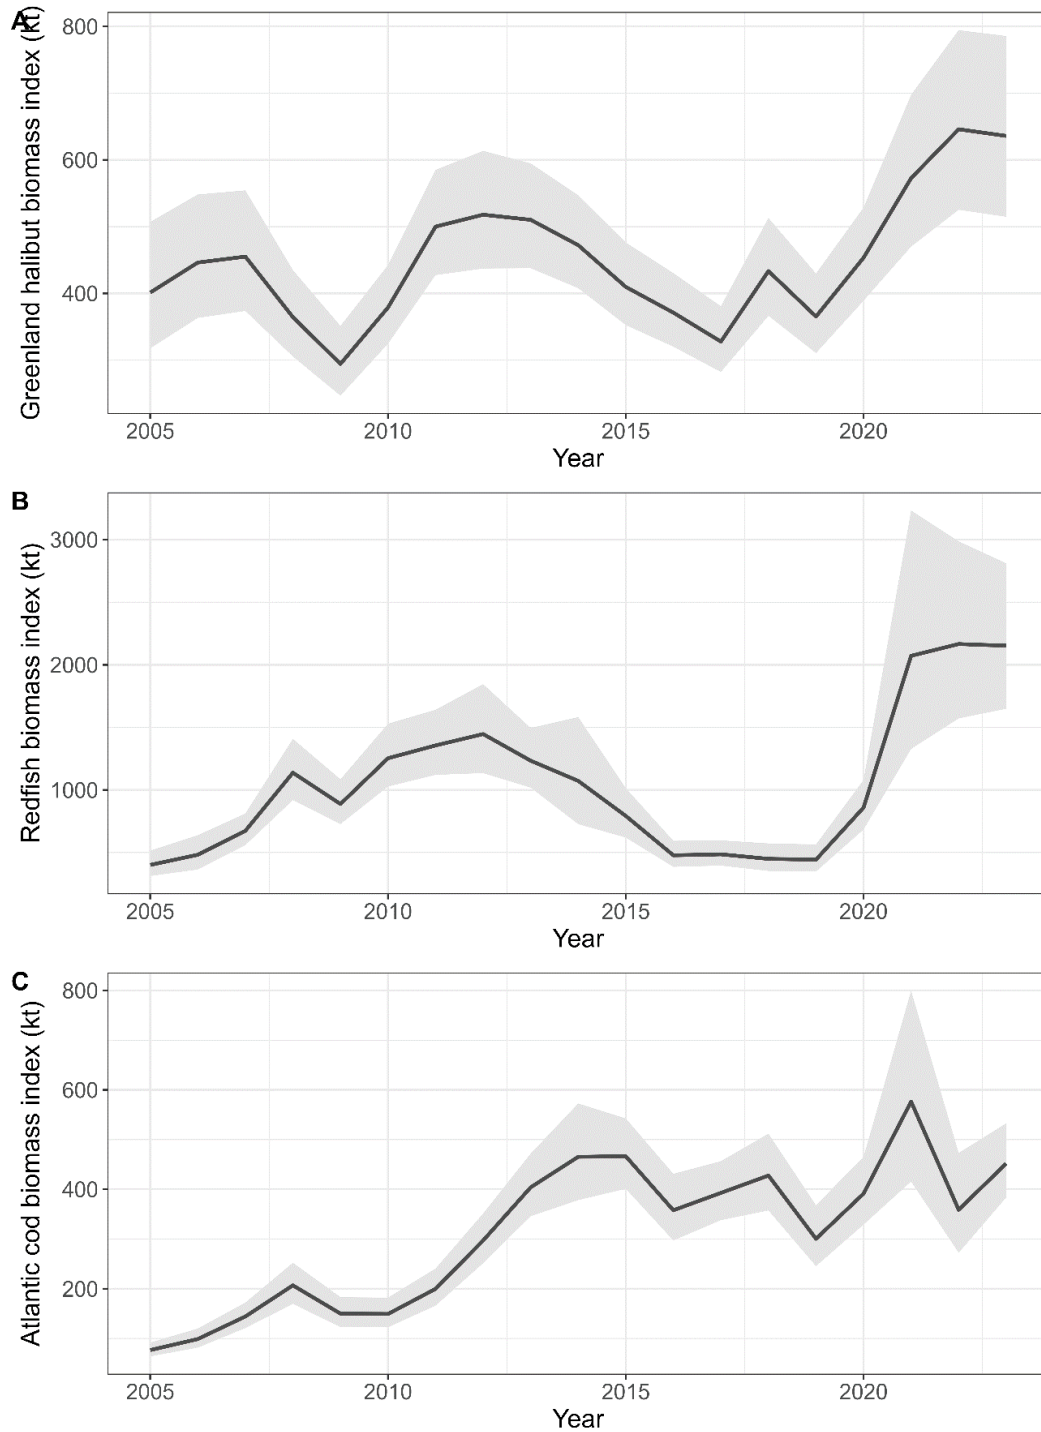 A
Greenland halibut biomass index (kt)
800
600
400
2005 2010 2015 2020
Year
B
Redfish biomass index (kt)
3000
2000
1000
2005 2010 2015 2020
Year
C
Atlantic cod biomass index (kt)
800
600
400
200
2005 2010 2015 2020
Year